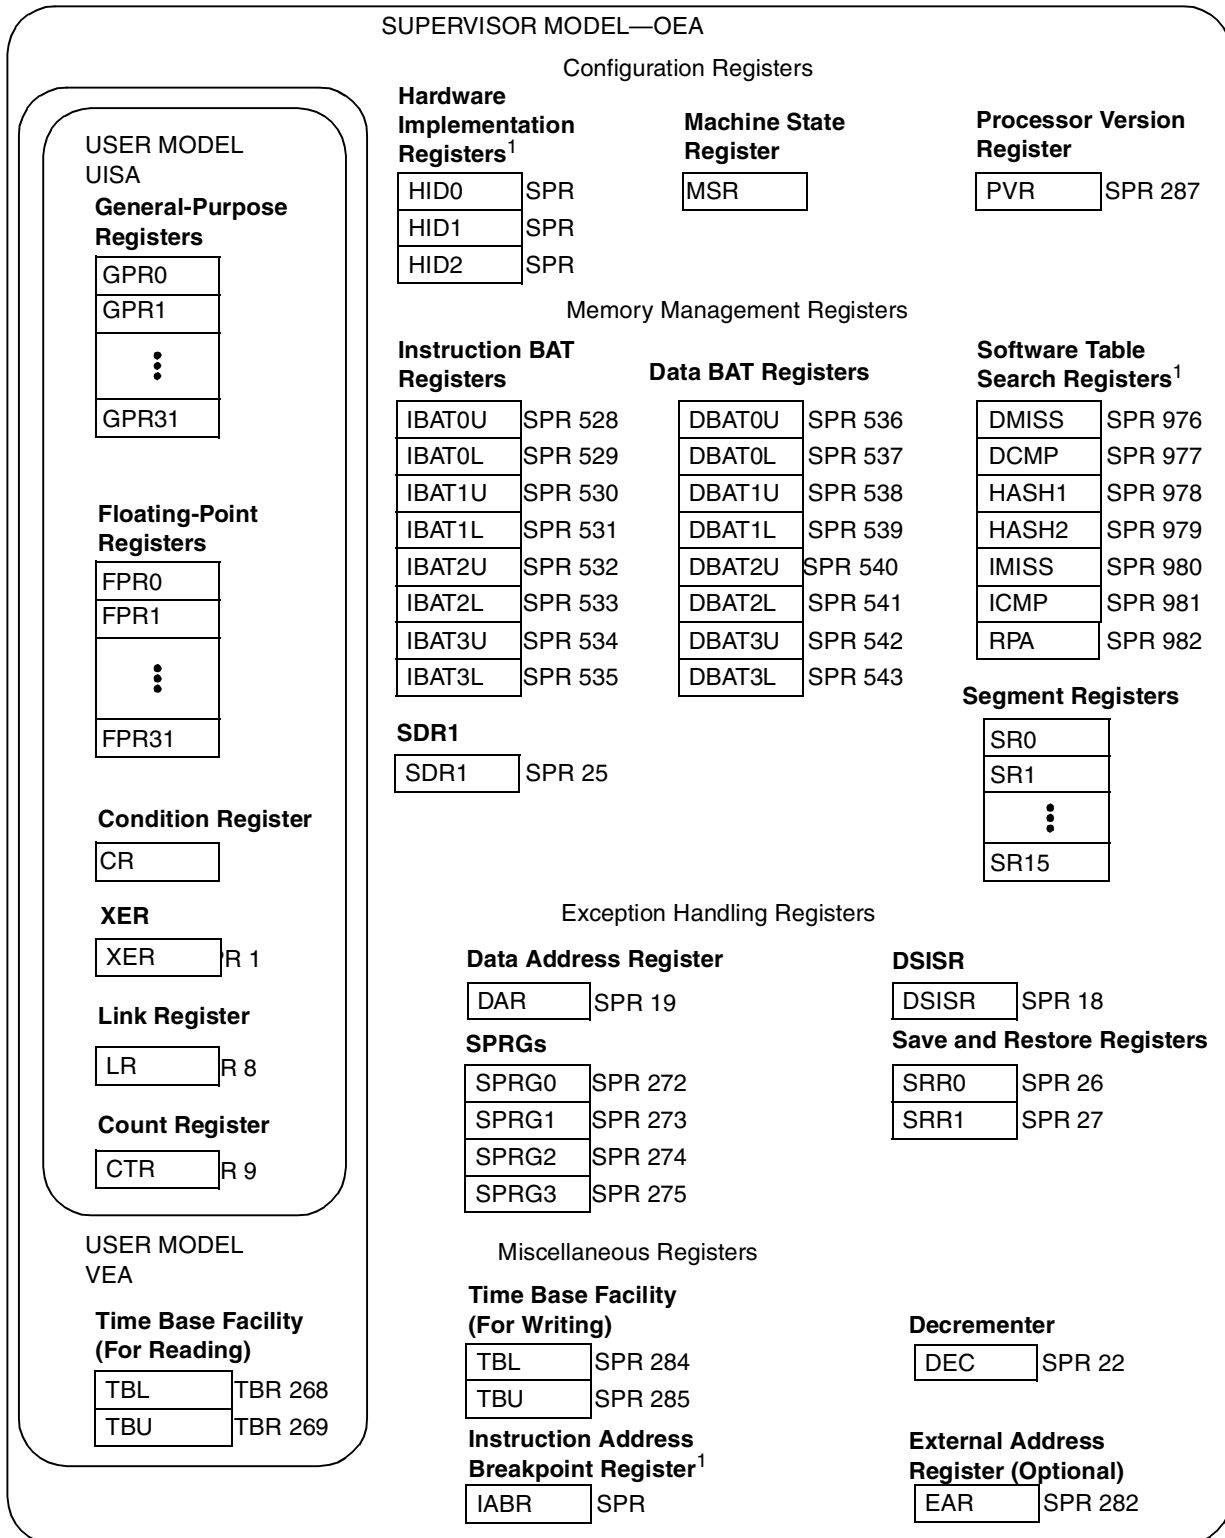 SUPERVISOR MODEL—OEA
Configuration Registers
Hardware
Implementation
Registers1
HID0 SPR
HID1 SPR
HID2 SPR
Machine State
Register
MSR
Processor Version
Register
PVR SPR 287
USER MODEL
UISA
General-Purpose
Registers
GPR0
GPR1
GPR31
Floating-Point
Registers
FPR0
FPR1
FPR31
Condition Register
CR
XER
XER R 1
Link Register
LR R 8
Count Register
CTR R 9
USER MODEL
VEA
Time Base Facility
(For Reading)
TBL TBR 268
TBU TBR 269
Memory Management Registers
Instruction BAT
Registers
IBAT0U SPR 528
IBAT0L SPR 529
IBAT1U SPR 530
IBAT1L SPR 531
IBAT2U SPR 532
IBAT2L SPR 533
IBAT3U SPR 534
IBAT3L SPR 535
Data BAT Registers
DBAT0U SPR 536
DBAT0L SPR 537
DBAT1U SPR 538
DBAT1L SPR 539
DBAT2U SPR 540
DBAT2L SPR 541
DBAT3U SPR 542
DBAT3L SPR 543
Software Table
Search Registers1
DMISS SPR 976
DCMP SPR 977
HASH1 SPR 978
HASH2 SPR 979
IMISS SPR 980
ICMP SPR 981
RPA SPR 982
SDR1
SDR1 SPR 25
Segment Registers
SR0
SR1
SR15
Exception Handling Registers
Data Address Register
DAR SPR 19
SPRGs
SPRG0 SPR 272
SPRG1 SPR 273
SPRG2 SPR 274
SPRG3 SPR 275
DSISR
DSISR SPR 18
Save and Restore Registers
SRR0 SPR 26
SRR1 SPR 27
Miscellaneous Registers
Time Base Facility
(For Writing)
TBL SPR 284
TBU SPR 285
Decrementer
DEC SPR 22
Instruction Address
Breakpoint Register1
IABR SPR
External Address
Register (Optional)
EAR SPR 282